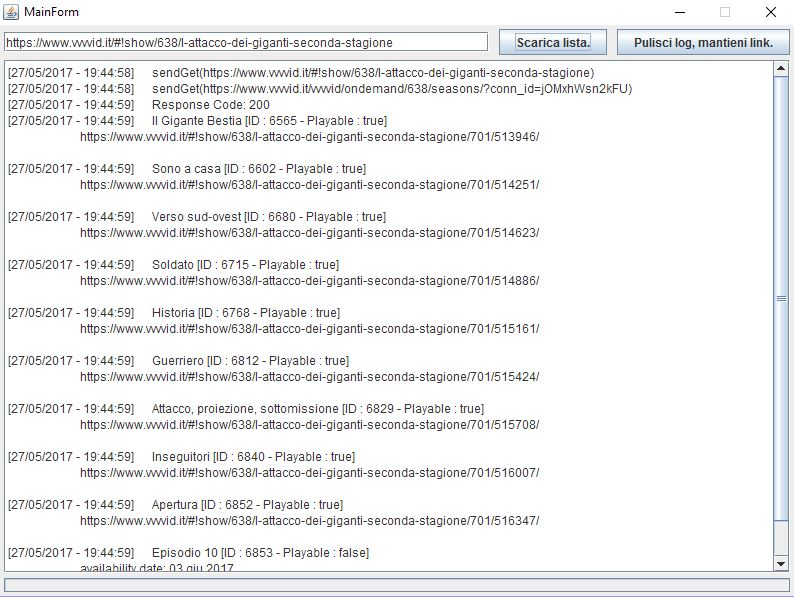 MainForm
https://www.vvvid.it/#!show/638/l-attacco-dei-giganti-seconda-stagione
Scarica lista.
Pulisci log, mantieni link.
[27/05/2017 - 19:44:58] sendGet(https://www.vvvid.it/#!show/638/l-attacco-dei-giganti-seconda-stagione)
[27/05/2017 - 19:44:58] sendGet(https://www.vvvid.it/vvvid/ondemand/638/seasons/?conn_id=jOMxhWsn2kFU)
[27/05/2017 - 19:44:59] Response Code: 200
[27/05/2017 - 19:44:59] Il Gigante Bestia [ID : 6565 - Playable : true]
https://www.vvvid.it/#!show/638/l-attacco-dei-giganti-seconda-stagione/701/513946/
[27/05/2017 - 19:44:59] Sono a casa [ID : 6602 - Playable : true]
https://www.vvvid.it/#!show/638/l-attacco-dei-giganti-seconda-stagione/701/514251/
[27/05/2017 - 19:44:59] Verso sud-ovest [ID : 6680 - Playable : true]
https://www.vvvid.it/#!show/638/l-attacco-dei-giganti-seconda-stagione/701/514623/
[27/05/2017 - 19:44:59] Soldato [ID : 6715 - Playable : true]
https://www.vvvid.it/#!show/638/l-attacco-dei-giganti-seconda-stagione/701/514886/
[27/05/2017 - 19:44:59] Historia [ID : 6768 - Playable : true]
https://www.vvvid.it/#!show/638/l-attacco-dei-giganti-seconda-stagione/701/515161/
[27/05/2017 - 19:44:59] Guerriero [ID : 6812 - Playable : true]
https://www.vvvid.it/#!show/638/l-attacco-dei-giganti-seconda-stagione/701/515424/
[27/05/2017 - 19:44:59] Attacco, proiezione, sottomissione [ID : 6829 - Playable : true]
https://www.vvvid.it/#!show/638/l-attacco-dei-giganti-seconda-stagione/701/515708/
[27/05/2017 - 19:44:59] Inseguitori [ID : 6840 - Playable : true]
https://www.vvvid.it/#!show/638/l-attacco-dei-giganti-seconda-stagione/701/516007/
[27/05/2017 - 19:44:59] Apertura [ID : 6852 - Playable : true]
https://www.vvvid.it/#!show/638/l-attacco-dei-giganti-seconda-stagione/701/516347/
[27/05/2017 - 19:44:59] Episodio 10 [ID : 6853 - Playable : false]
availability date: 03 giu 2017